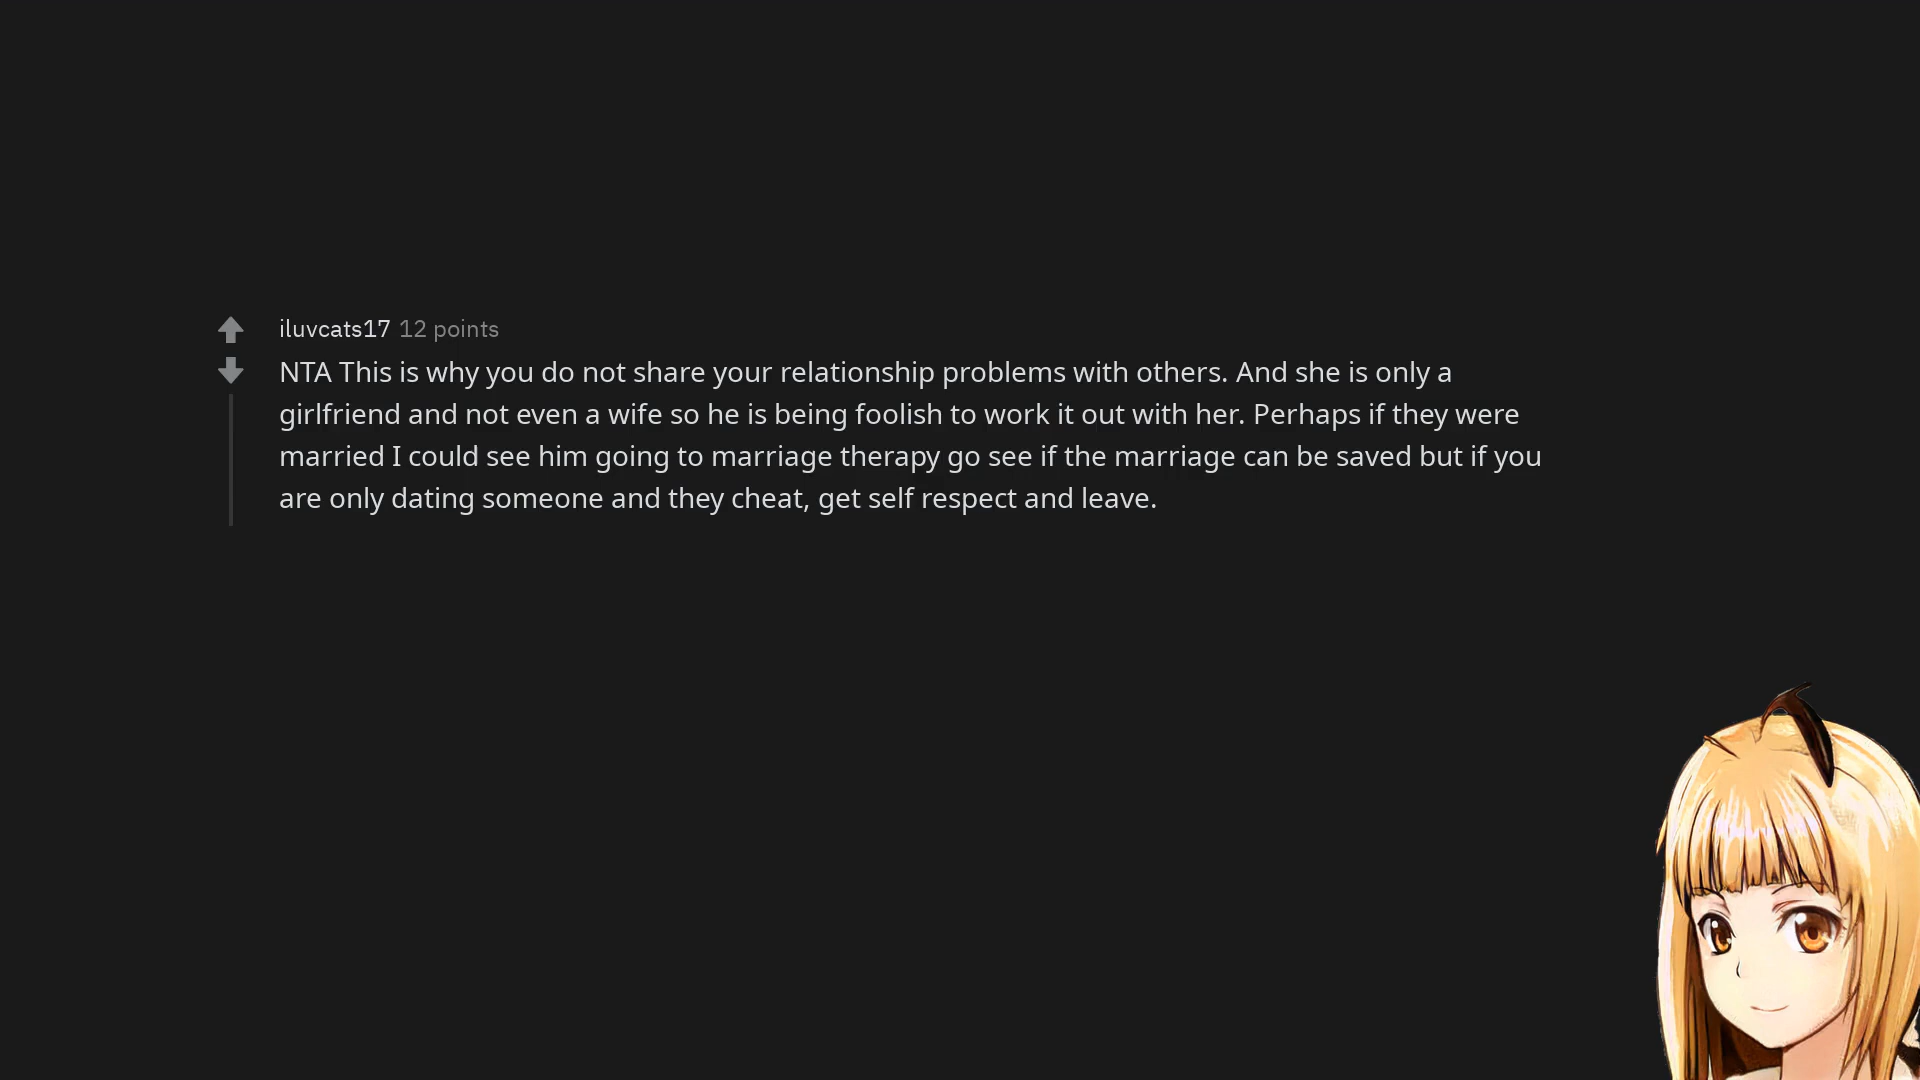 iluvcats17 12 points
NTA This is why you do not share your relationship problems with others. And she is only a
girlfriend and not even a wife so he is being foolish to work it out with her. Perhaps if they were
married I could see him going to marriage therapy go see if the marriage can be saved but if you
are only dating someone and they cheat, get self respect and leave.